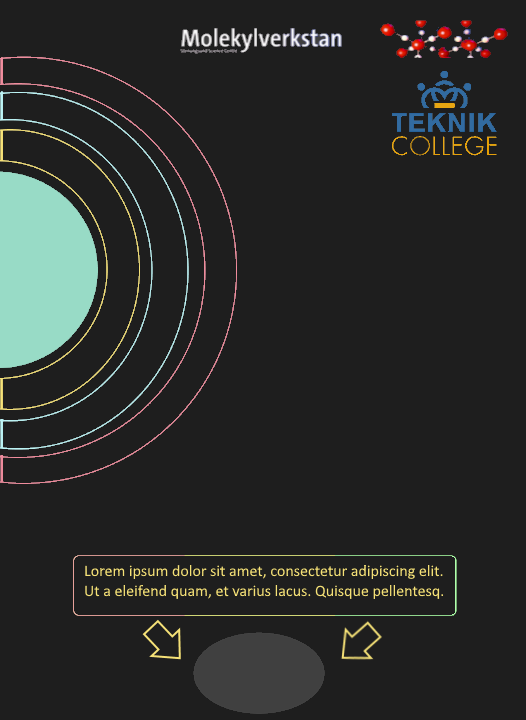 Molekylverkstan
TEKNIK
COLLEGE
Lorem ipsum dolor sit amet, consectetur adipiscing elit.
Ut a eleifend quam, et varius lacus. Quisque pellentesq.